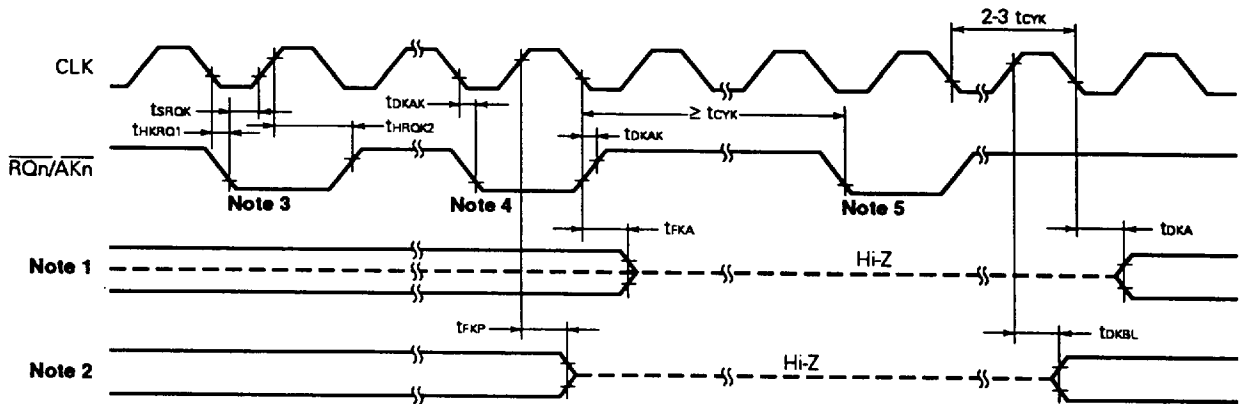 2-3 tCYK
CLK
tSRQK
tDKAK
≥ tCYK
tHKRQ1
tHRQK2
tDKAK
RQn/AKn
Note 3
Note 4
Note 5
tFKA
tDKA
Note 1
Hi-Z
tFKP
tDKBL
Note 2
Hi-Z